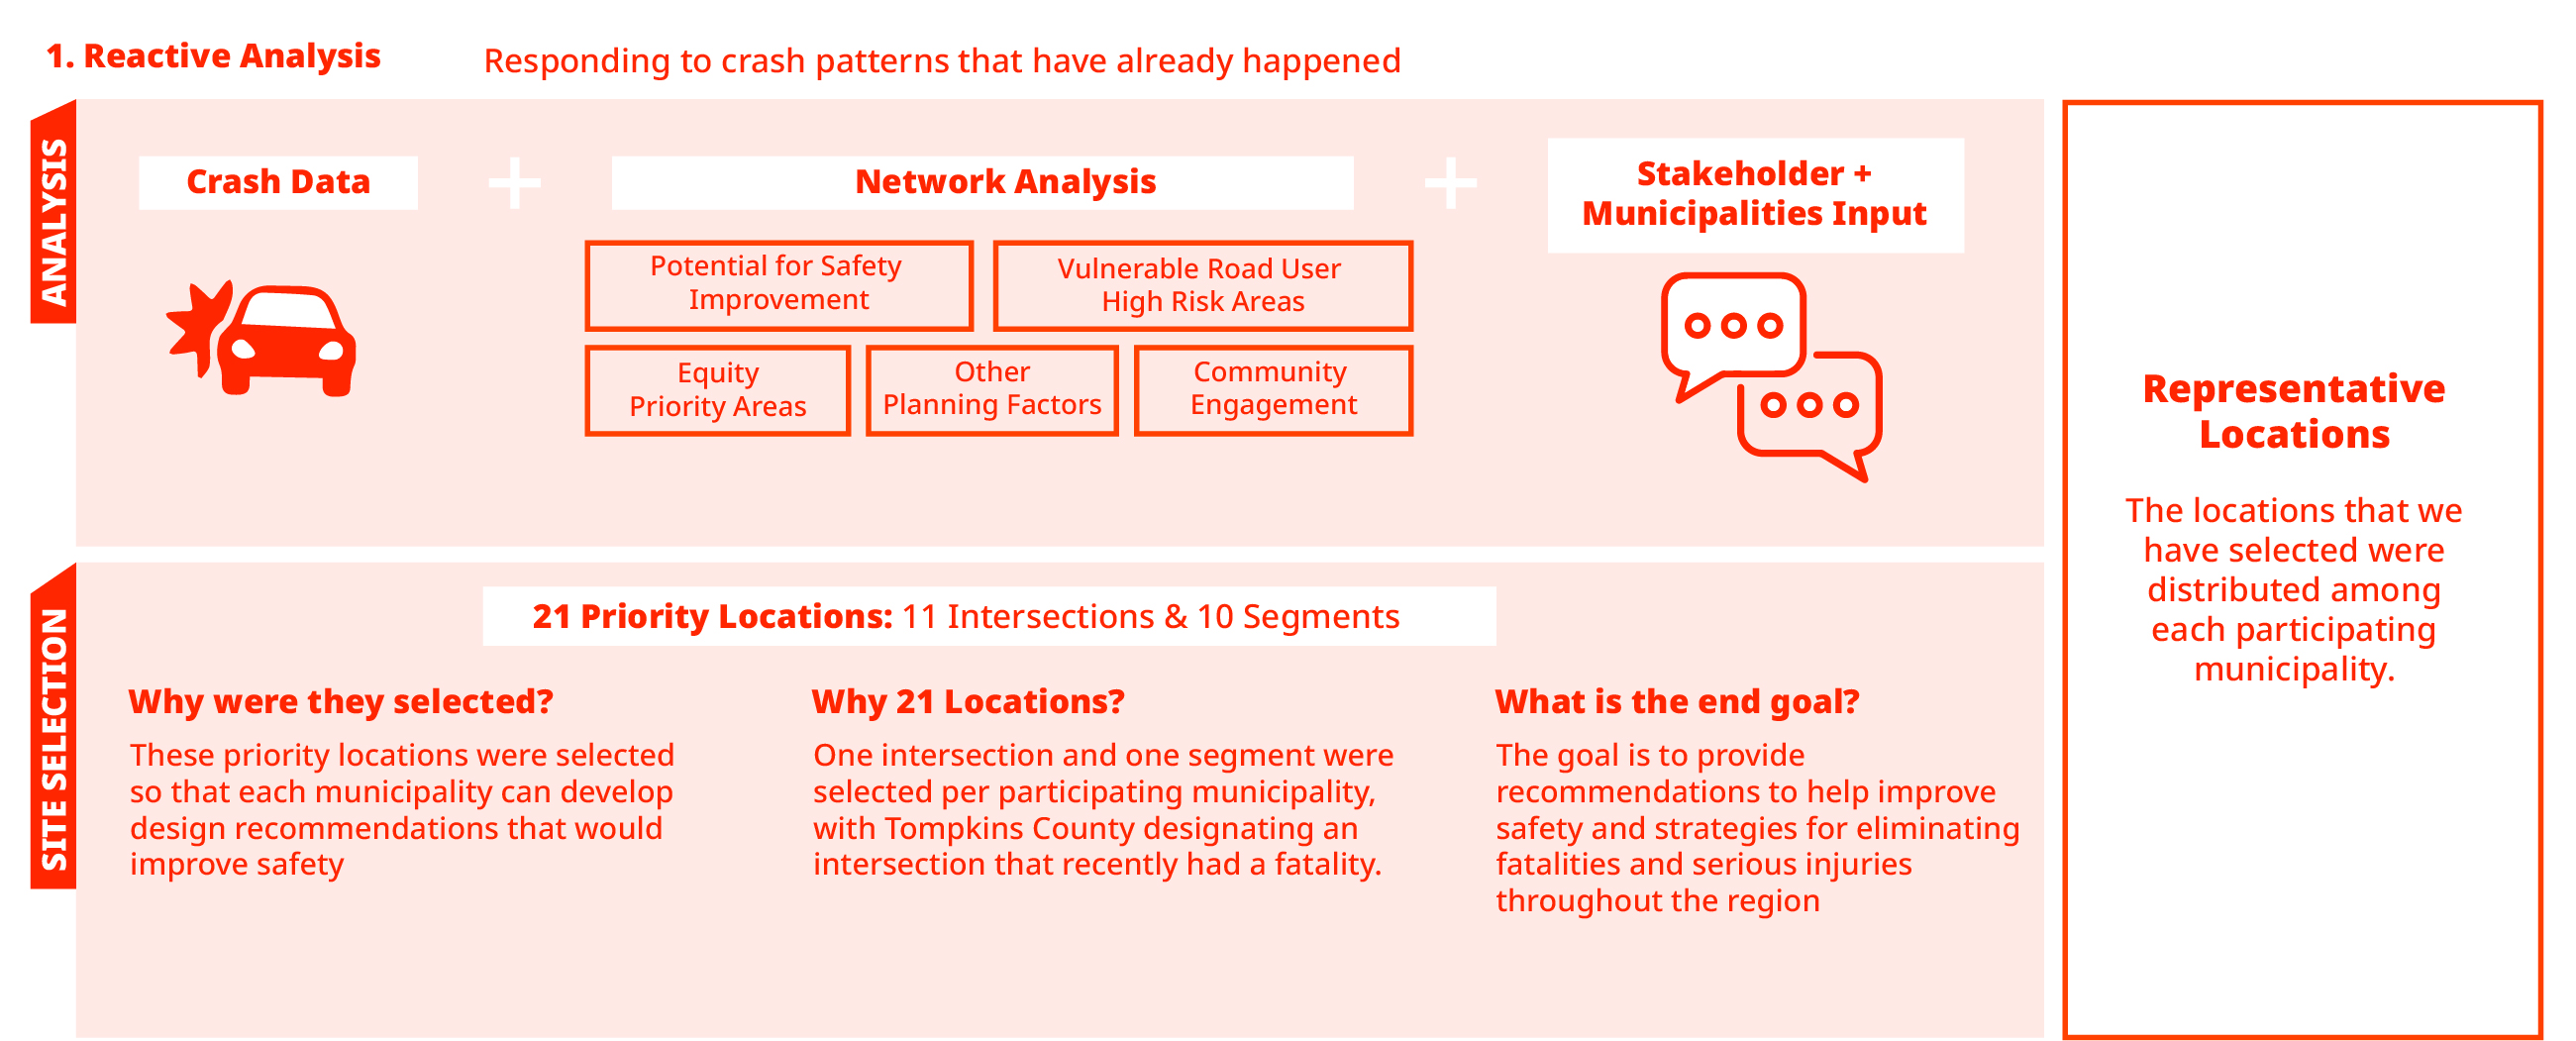 1. Reactive Analysis
Responding to crash patterns that have already happened
ANALYSIS
Crash Data
+
Network Analysis
+
Stakeholder +
Municipalities Input
Potential for Safety
Improvement
Vulnerable Road User
High Risk Areas
Equity
Priority Areas
Other
Planning Factors
Community
Engagement
SITE SELECTION
21 Priority Locations: 11 Intersections & 10 Segments
Why were they selected?
These priority locations were selected
so that each municipality can develop
design recommendations that would
improve safety
Why 21 Locations?
One intersection and one segment were
selected per participating municipality,
with Tompkins County designating an
intersection that recently had a fatality.
What is the end goal?
The goal is to provide
recommendations to help improve
safety and strategies for eliminating
fatalities and serious injuries
throughout the region
Representative
Locations
The locations that we
have selected were
distributed among
each participating
municipality.